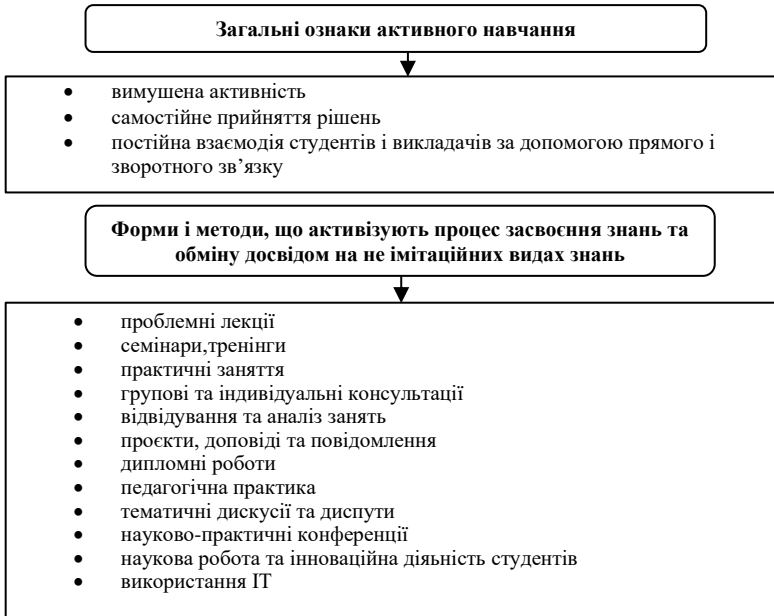 Загальні ознаки активного навчання
• вимушена активність
• самостійне прийняття рішень
• постійна взаємодія студентів і викладачів за допомогою прямого і
зворотного зв’язку
Форми і методи, що активізують процес засвоєння знань та
обміну досвідом на не імітаційних видах знань
• проблемні лекції
• семінари,тренінги
• практичні заняття
• групові та індивідуальні консультації
• відвідування та аналіз занять
• проєкти, доповіді та повідомлення
• дипломні роботи
• педагогічна практика
• тематичні дискусії та диспути
• науково-практичні конференції
• наукова робота та інноваційна діяьність студентів
• використання ІТ